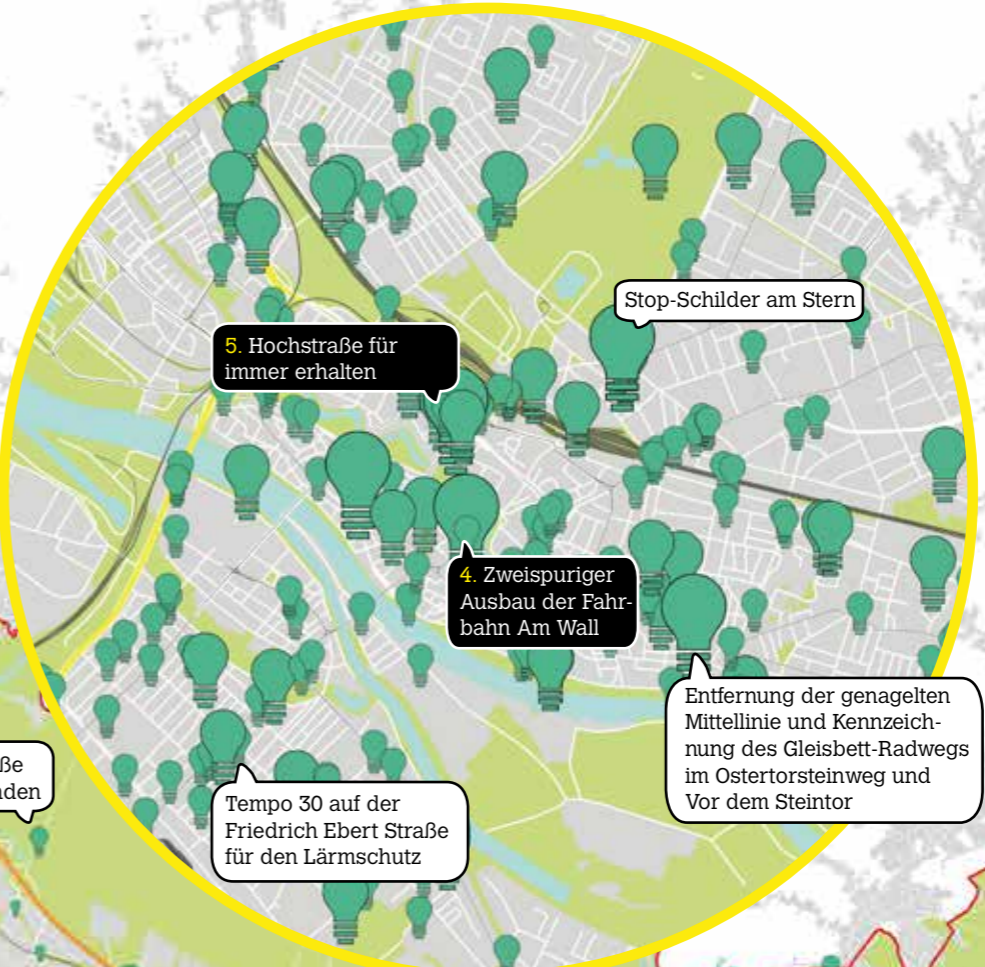 Stop-Schilder am Stern
5. Hochstraße für
immer erhalten
4. Zweispuriger
Ausbau der Fahr-
bahn Am Wall
Entfernung der genagelten
Mittellinie und Kennzeich-
nung des Gleisbett-Radwegs
im Ostertorsteinweg und
Vor dem Steintor
Tempo 30 auf der
Friedrich Ebert Straße
für den Lärmschutz